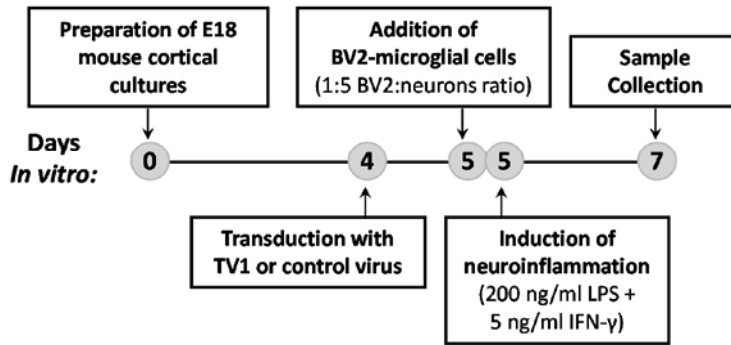 Preparation of E18
mouse cortical
cultures
Addition of
BV2-microglial cells
(1:5 BV2:neurons ratio)
Sample
Collection
Days
In vitro:
0
4
5
5
7
Transduction with
TV1 or control virus
Induction of
neuroinflammation
(200 ng/ml LPS +
5 ng/ml IFN-γ)